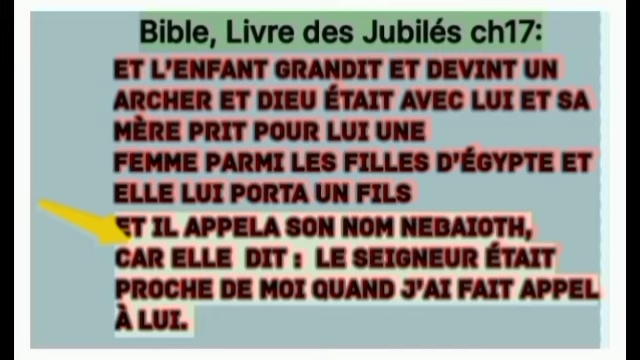 Bible, Livre des Jubilés ch17:
ET L'ENFANT GRANDIT ET DEVINT UN
ARCHER ET DIEU ÉTAIT AVEC LUI ET SA
MÈRE PRIT POUR LUI UNE
FEMME PARMI LES FILLES D'ÉGYPTE ET
ELLE LUI PORTA UN FILS
ET IL APPELA SON NOM NEBAIOTH,
CAR ELLE DIT : LE SEIGNEUR ÉTAIT
PROCHE DE MOI QUAND J'AI FAIT APPEL
À LUI.